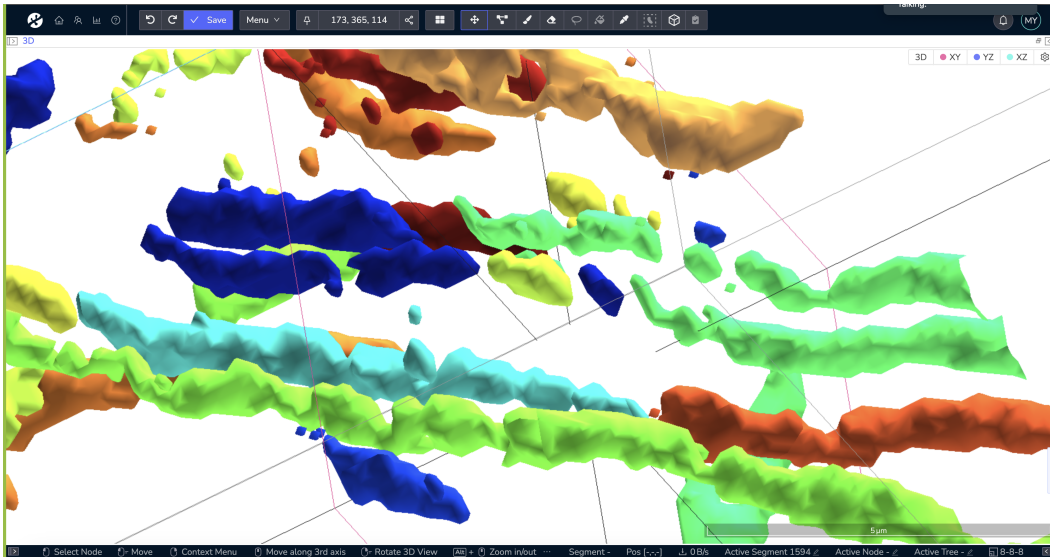 Talking.
Save
Menu
173, 365, 114
MY
3D
3D XY YZ XZ
5 µm
Select Node Move Context Menu Move along 3rd axis Rotate 3D View Alt + Zoom in/out ··· Segment - Pos [-,-,-] 0 B/s Active Segment 1594 Active Node - Active Tree - 8-8-8